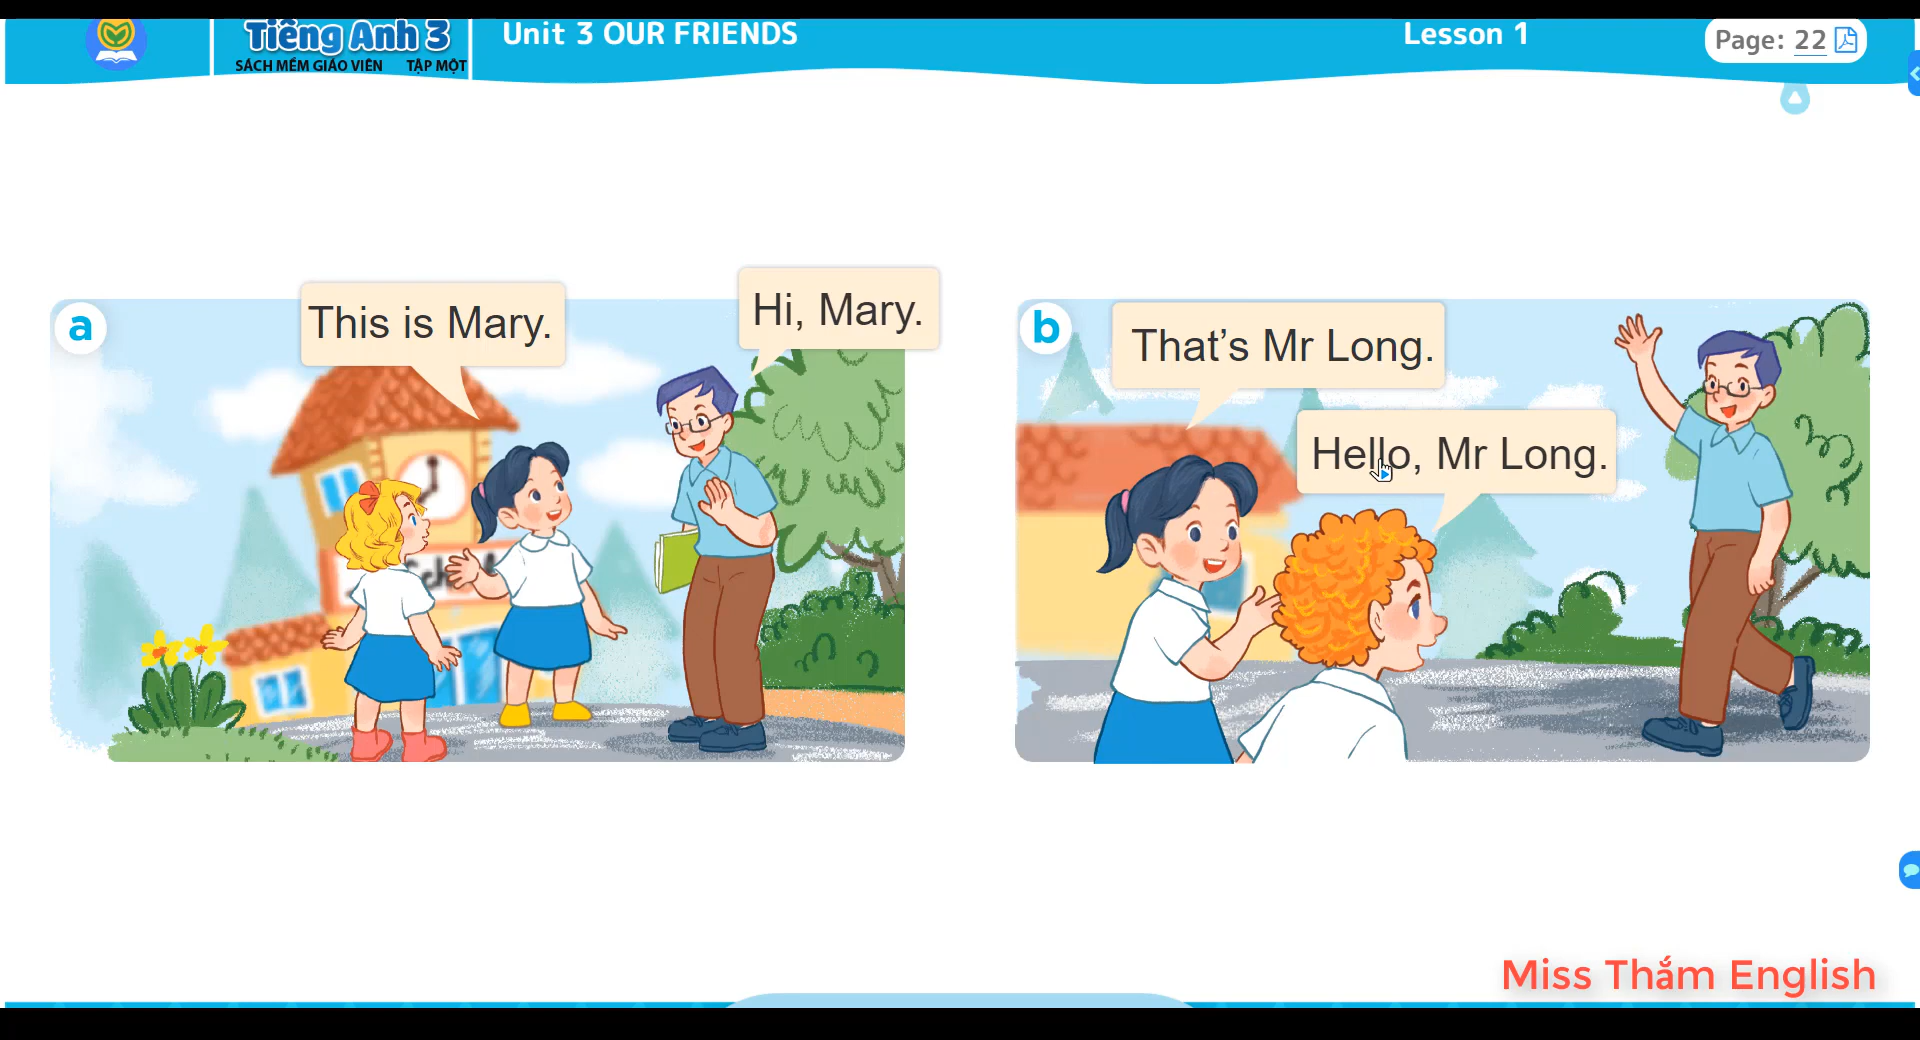 Tiếng Anh 3
SÁCH MỀM GIÁO VIÊN TẬP MỘT
Unit 3 OUR FRIENDS
Lesson 1
Page: 22
a
This is Mary.
Hi, Mary.
b
That's Mr Long.
Hello, Mr Long.
Miss Thắm English